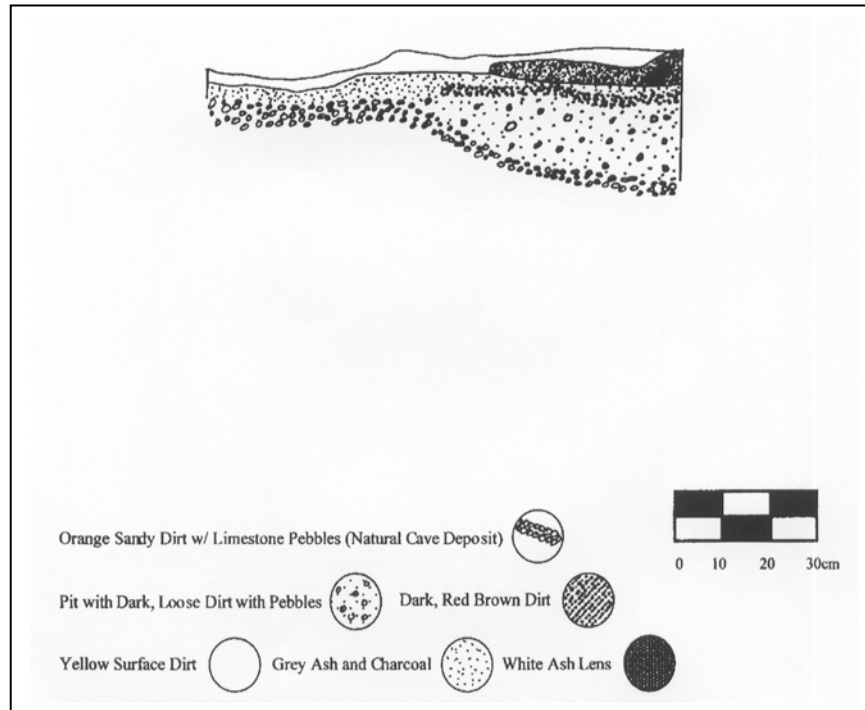 Orange Sandy Dirt w/ Limestone Pebbles (Natural Cave Deposit)
0 10 20 30cm
Pit with Dark, Loose Dirt with Pebbles Dark, Red Brown Dirt
Yellow Surface Dirt Grey Ash and Charcoal White Ash Lens